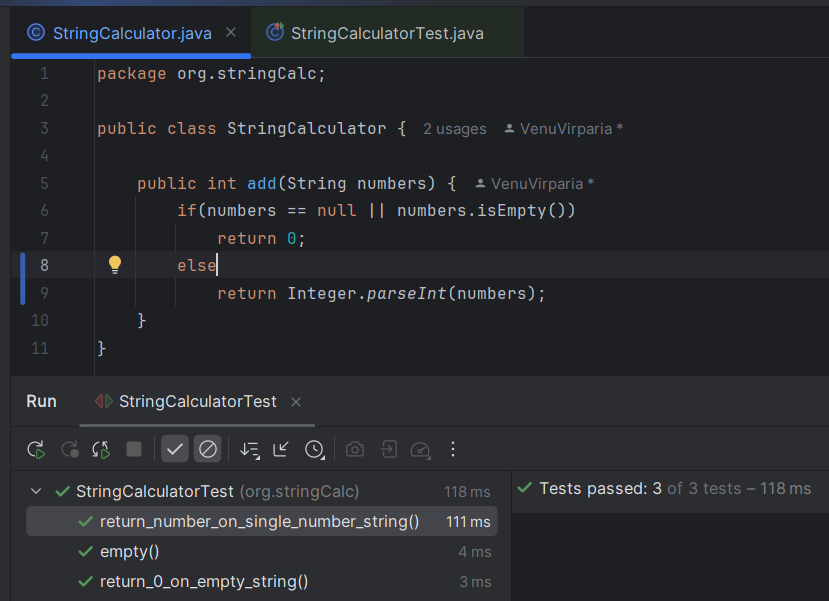 StringCalculator.java × StringCalculatorTest.java
1 package org.stringCalc;
2
3 public class StringCalculator { 2 usages VenuVirparia *
4
5 public int add(String numbers) { VenuVirparia *
6 if(numbers == null || numbers.isEmpty())
7 return 0;
8 else
9 return Integer.parseInt(numbers);
10 }
11 }
Run StringCalculatorTest ×
StringCalculatorTest (org.stringCalc) 118 ms
Tests passed: 3 of 3 tests – 118 ms
return_number_on_single_number_string() 111 ms
empty() 4 ms
return_0_on_empty_string() 3 ms